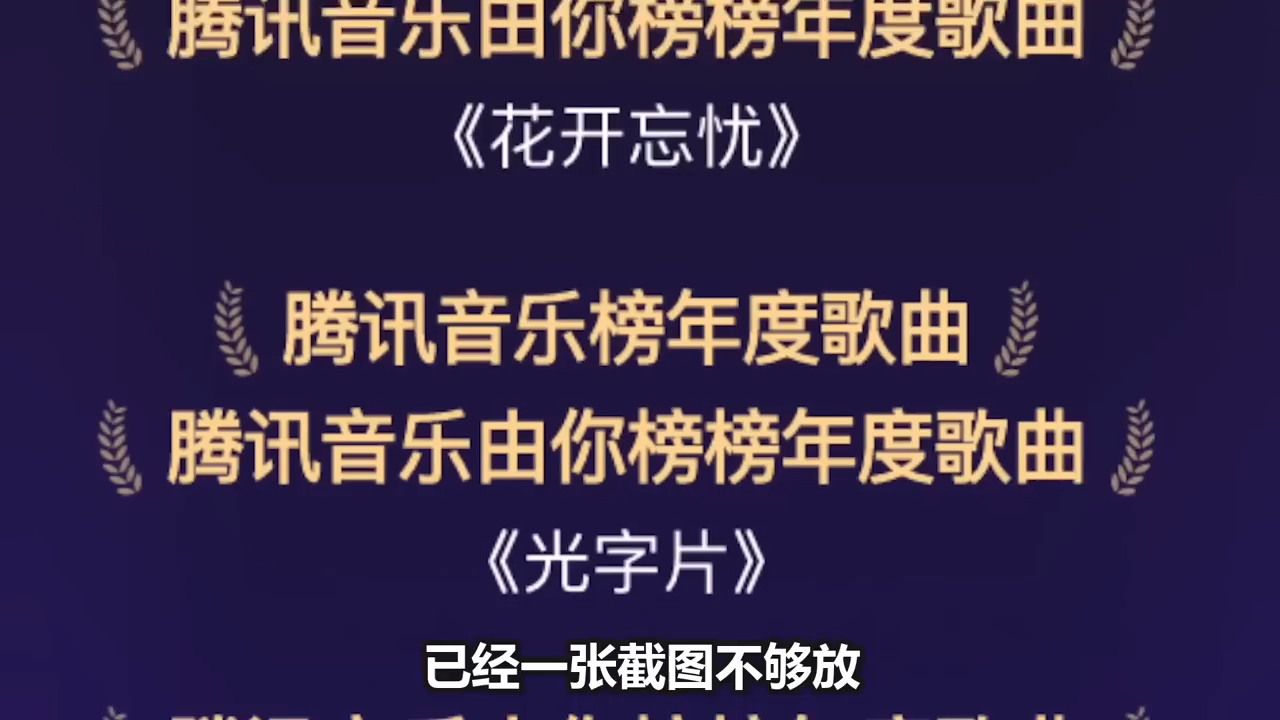 腾讯音乐由你榜榜年度歌曲
《花开忘忧》
腾讯音乐榜年度歌曲
腾讯音乐由你榜榜年度歌曲
《光字片》
已经一张截图不够放